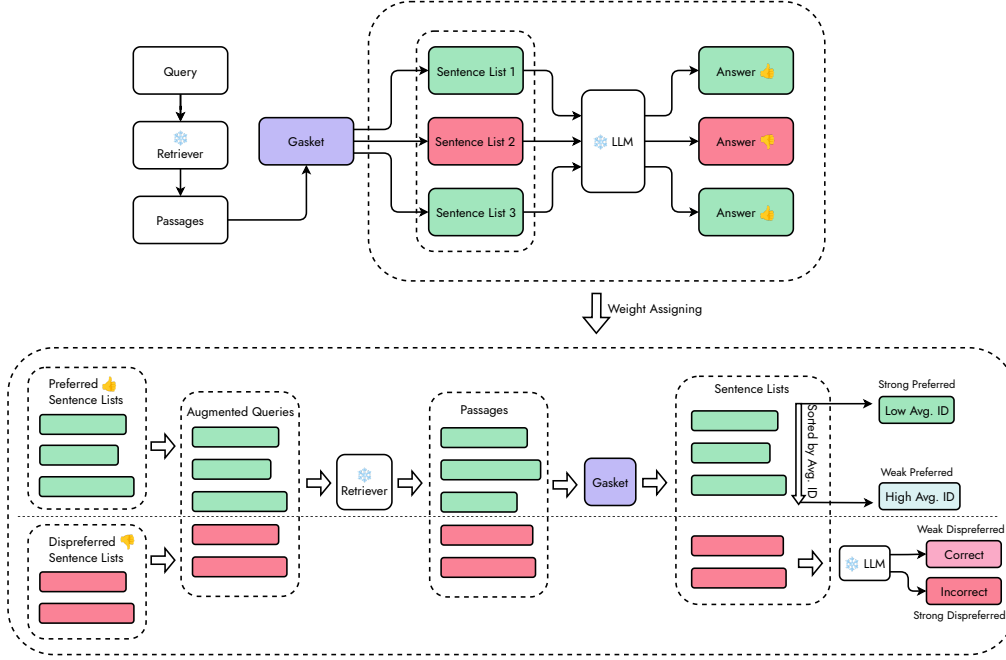 Query
Retriever
Passages
Gasket
Sentence List 1
Sentence List 2
Sentence List 3
LLM
Answer 👍
Answer 👎
Answer 👍
Weight Assigning
Preferred 👍
Sentence Lists
Augmented Queries
Retriever
Passages
Gasket
Sentence Lists
Sorted by Avg. ID
Strong Preferred
Low Avg. ID
Weak Preferred
High Avg. ID
Dispreferred 👎
Sentence Lists
LLM
Weak Dispreferred
Correct
Incorrect
Strong Dispreferred